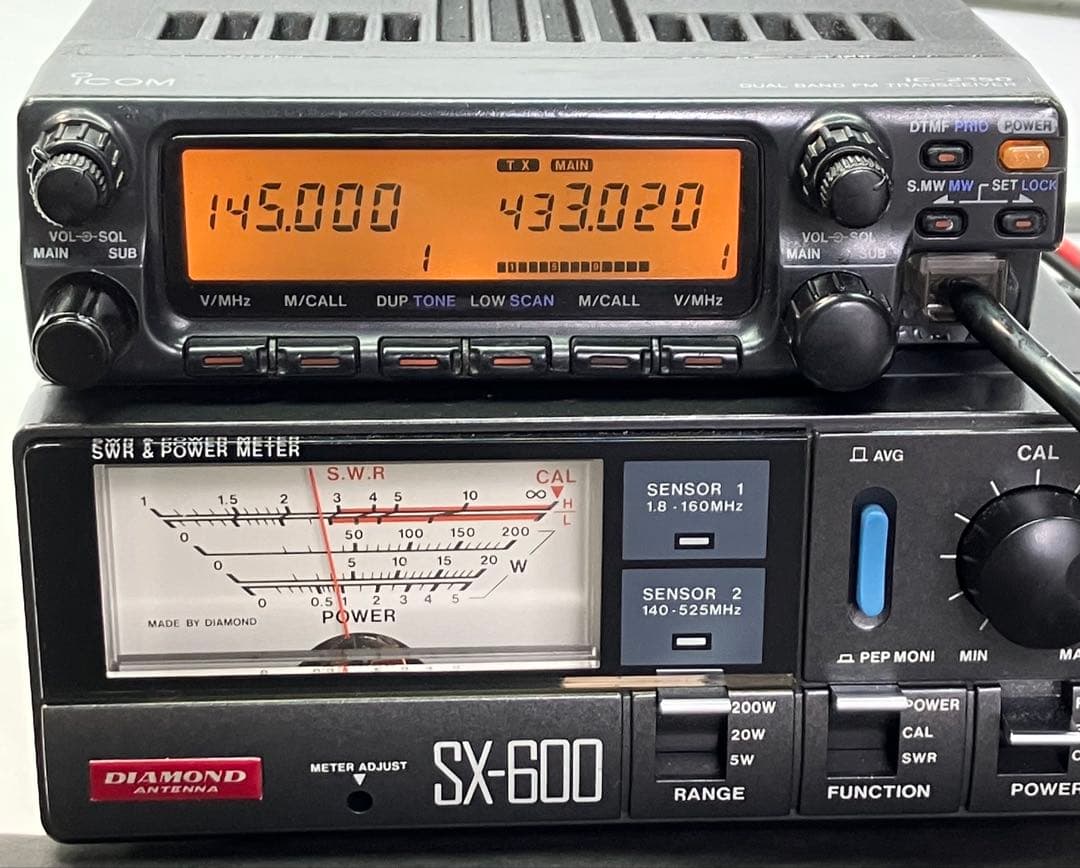 ICOM
IC-2350
DUAL BAND FM TRANSCEIVER
DTMF PRIO POWER
TX MAIN
145.000 433.020
S.MW MW SET LOCK
VOL SQL
MAIN SUB
VOL SQL
MAIN SUB
1 1 5 9 1
V/MHz M/CALL DUP TONE LOW SCAN M/CALL V/MHz
SWR & POWER METER
S.W.R CAL
1 1.5 2 3 4 5 10 ∞ H
L
0 50 100 150 200
0 5 10 15 20 W
0 0.5 1 2 3 4 5
POWER
MADE BY DIAMOND
SENSOR 1
1.8 - 160MHz
SENSOR 2
140 - 525MHz
AVG
CAL
PEP MONI MIN
DIAMOND
ANTENNA
METER ADJUST
SX-600
200W
20W
5W
RANGE
POWER
CAL
SWR
FUNCTION
POWER